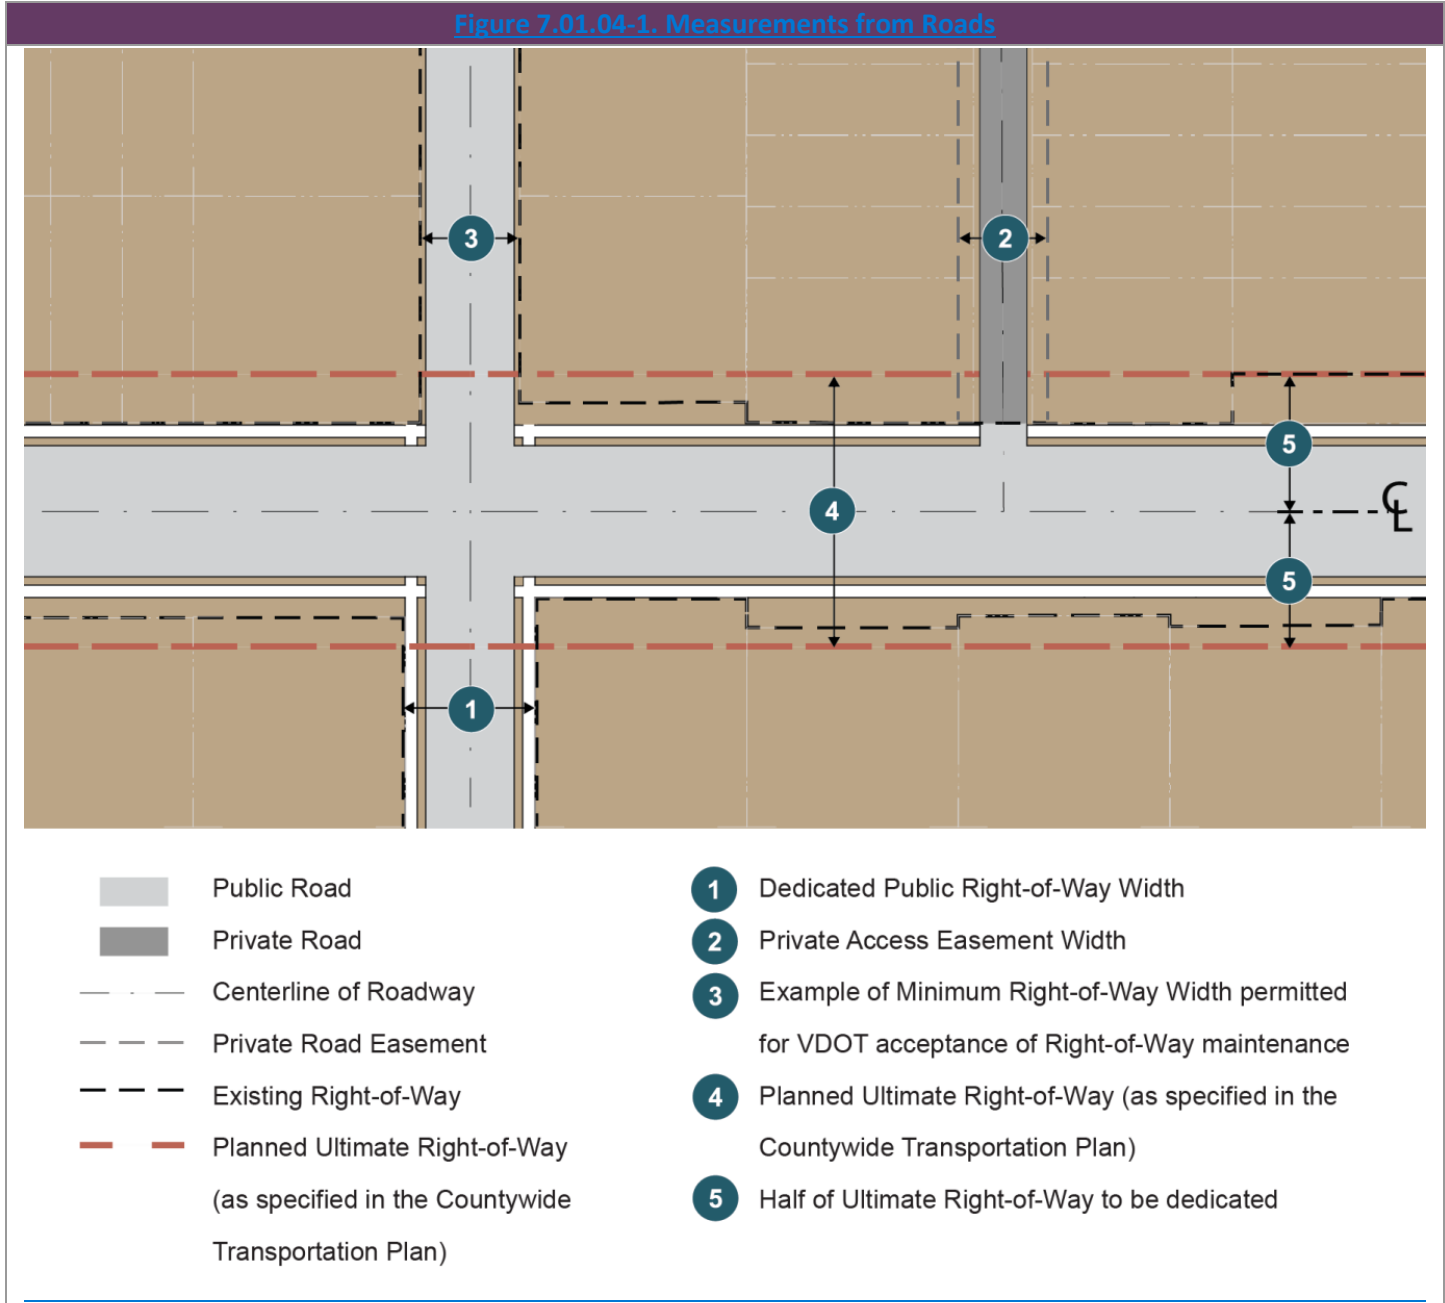 Figure 7.01.04-1. Measurements from Roads
3
2
5
4
℄
5
1
Public Road
Private Road
Centerline of Roadway
Private Road Easement
Existing Right-of-Way
Planned Ultimate Right-of-Way
(as specified in the Countywide
Transportation Plan)
1 Dedicated Public Right-of-Way Width
2 Private Access Easement Width
3 Example of Minimum Right-of-Way Width permitted
for VDOT acceptance of Right-of-Way maintenance
4 Planned Ultimate Right-of-Way (as specified in the
Countywide Transportation Plan)
5 Half of Ultimate Right-of-Way to be dedicated